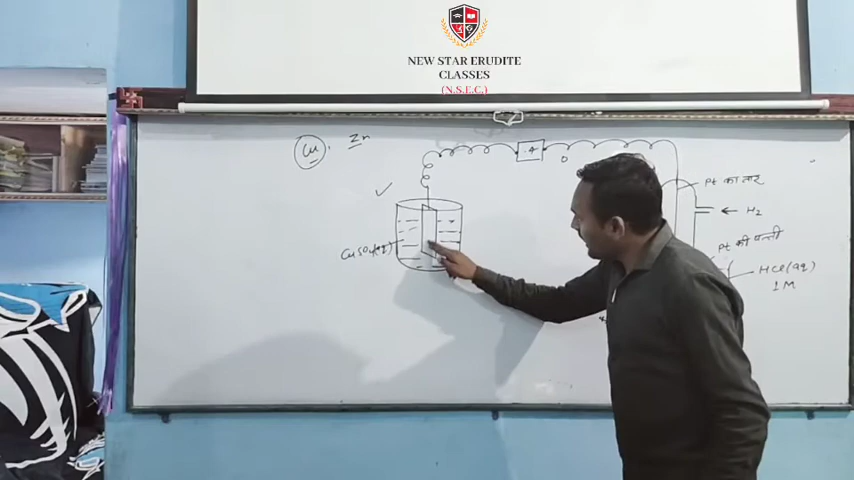 NEW STAR ERUDITE
CLASSES
(N.S.E.C.)
Cu . Zn
A
Pt का तार
H2
CuSO4(aq)
Pt की पत्ती
HCl(aq)
1M